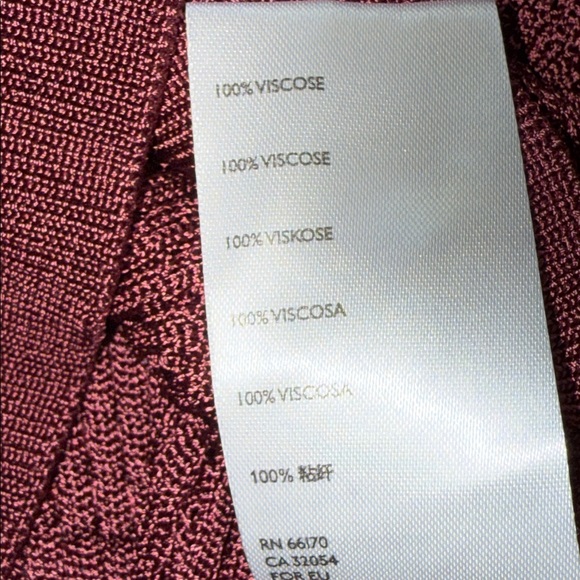 100% VISCOSE
100% VISCOSE
100% VISKOSE
100% VISCOSA
100% VISCOSA
100% 粘纤
RN 66170
CA 32054
FOR EU